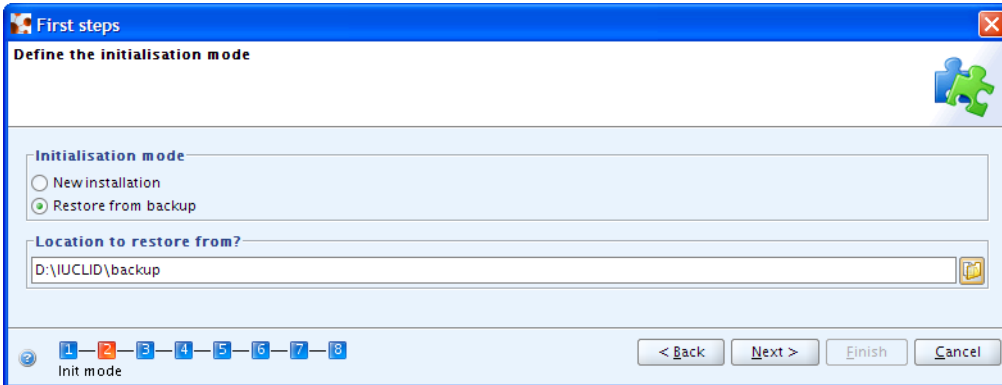 First steps
Define the initialisation mode
Initialisation mode
New installation
Restore from backup
Location to restore from?
D:\IUCLID\backup
1 2 3 4 5 6 7 8
Init mode
< Back Next > Finish Cancel